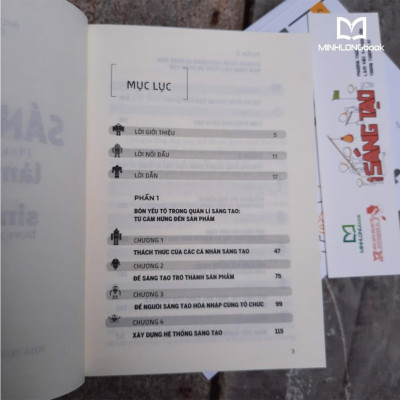 MINHLONGbook
MỤC LỤC
LỜI GIỚI THIỆU 5
LỜI NÓI ĐẦU 11
LỜI DẪN 17
PHẦN 1
BỐN YẾU TỐ TRONG QUẢN LÍ SÁNG TẠO:
TỪ CẢM HỨNG ĐẾN SẢN PHẨM
CHƯƠNG 1
THÁCH THỨC CỦA CÁC CÁ NHÂN SÁNG TẠO 47
CHƯƠNG 2
ĐỂ SÁNG TẠO TRỞ THÀNH SẢN PHẨM 75
CHƯƠNG 3
ĐỂ NGƯỜI SÁNG TẠO HÒA NHẬP CÙNG TỔ CHỨC 99
CHƯƠNG 4
XÂY DỰNG HỆ THỐNG SÁNG TẠO 115
3
SÁNG TẠO
MINHLONGbook